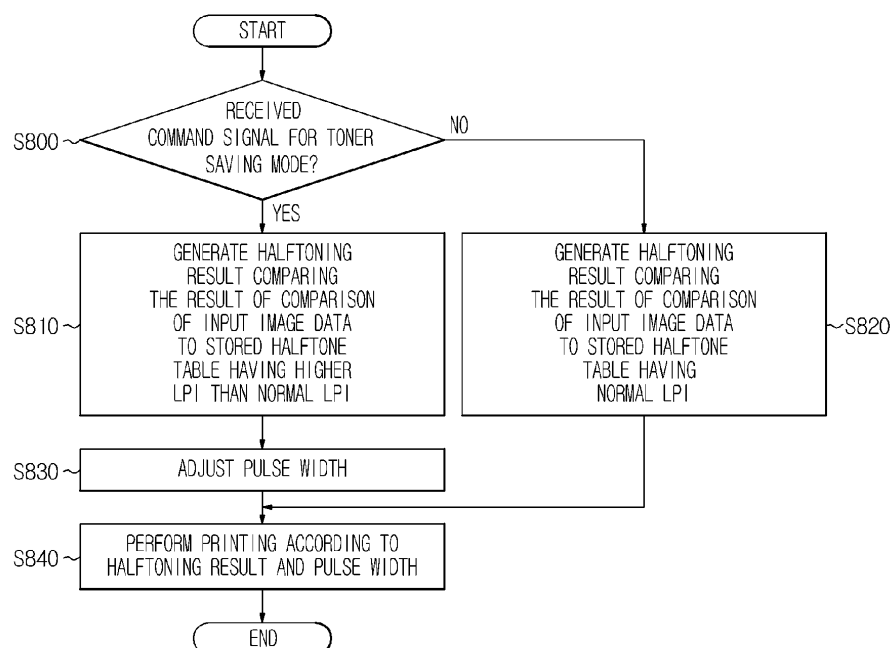 START
RECEIVED
COMMAND SIGNAL FOR TONER
SAVING MODE?
S800
NO
YES
GENERATE HALFTONING
RESULT COMPARING
THE RESULT OF COMPARISON
OF INPUT IMAGE DATA
TO STORED HALFTONE
TABLE HAVING HIGHER
LPI THAN NORMAL LPI
S810
GENERATE HALFTONING
RESULT COMPARING
THE RESULT OF COMPARISON
OF INPUT IMAGE DATA
TO STORED HALFTONE
TABLE HAVING
NORMAL LPI
S820
S830
ADJUST PULSE WIDTH
S840
PERFORM PRINTING ACCORDING TO
HALFTONING RESULT AND PULSE WIDTH
END